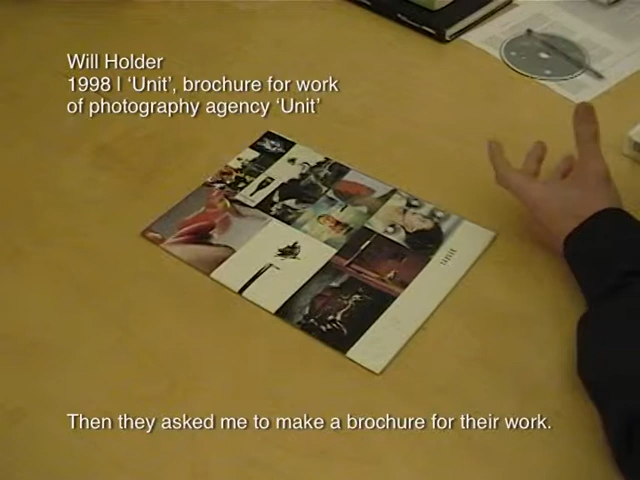 Will Holder
1998 | ‘Unit’, brochure for work
of photography agency ‘Unit’
Then they asked me to make a brochure for their work.